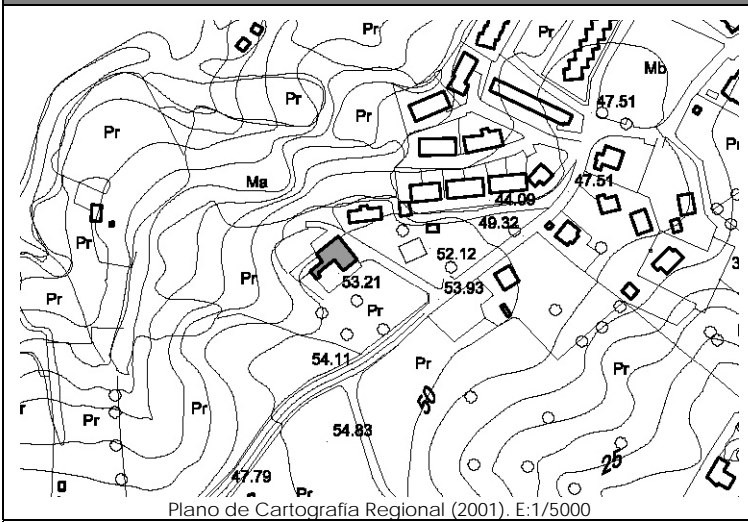 Pr
Pr
Mb
Pr
47.51
Pr
Pr
Ma
47.51
44.09
49.32
Pr
52.12
53.21
Pr
53.93
Pr
Pr
54.11
Pr
Pr
50
Pr
Pr
54.83
25
47.79
Pr
Plano de Cartografía Regional (2001). E:1/5000